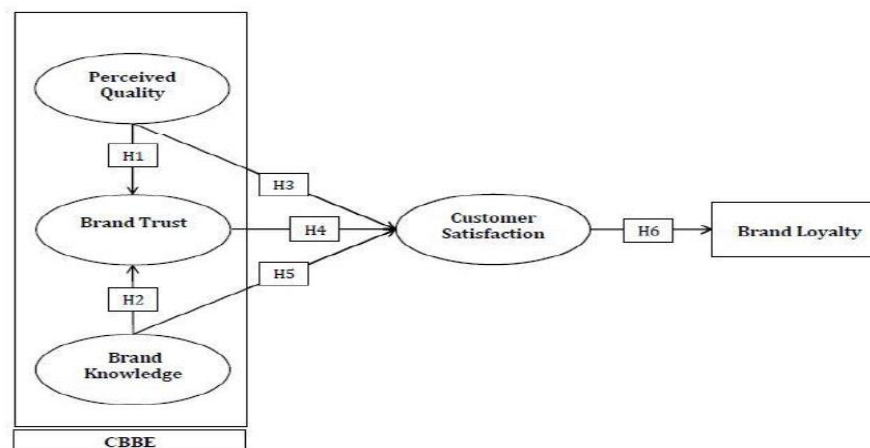 Perceived
Quality
H1
H3
Brand Trust
H4
Customer
Satisfaction
H6
Brand Loyalty
H5
H2
Brand
Knowledge
CBBE